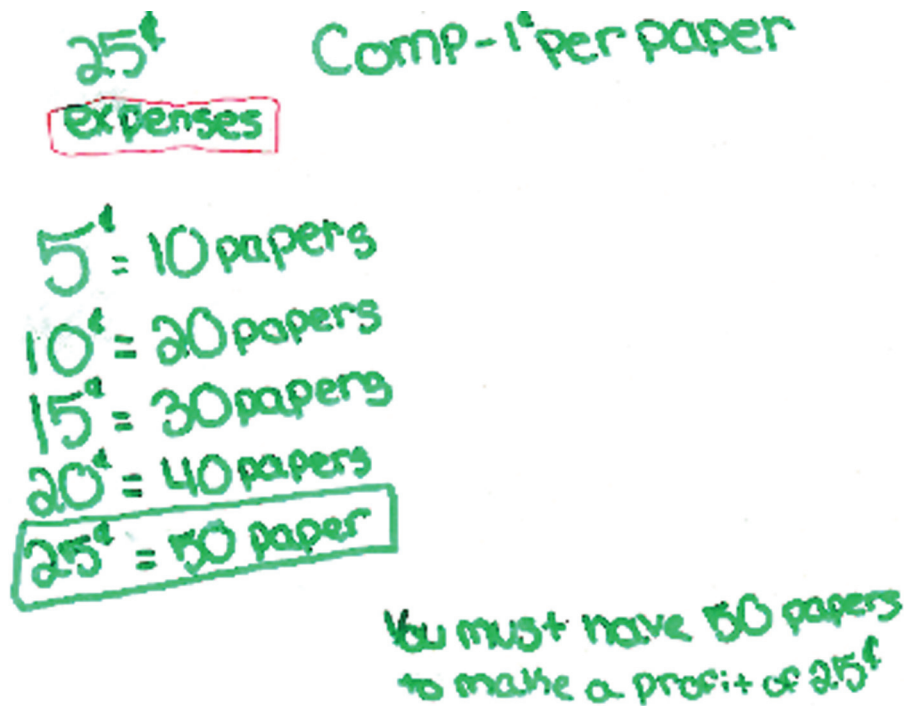 25¢ Comp-1¢ per paper
expenses
5¢ = 10 papers
10¢ = 20 papers
15¢ = 30 papers
20¢ = 40 papers
25¢ = 50 paper
You must have 50 papers
to make a profit of 25¢